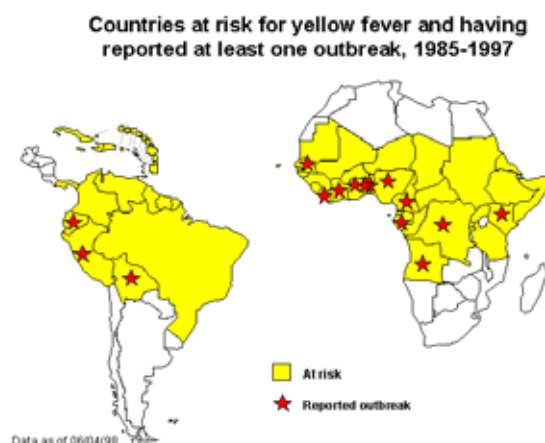 Countries at risk for yellow fever and having
reported at least one outbreak, 1985-1997
At risk
Reported outbreak
Data as of 06/04/98